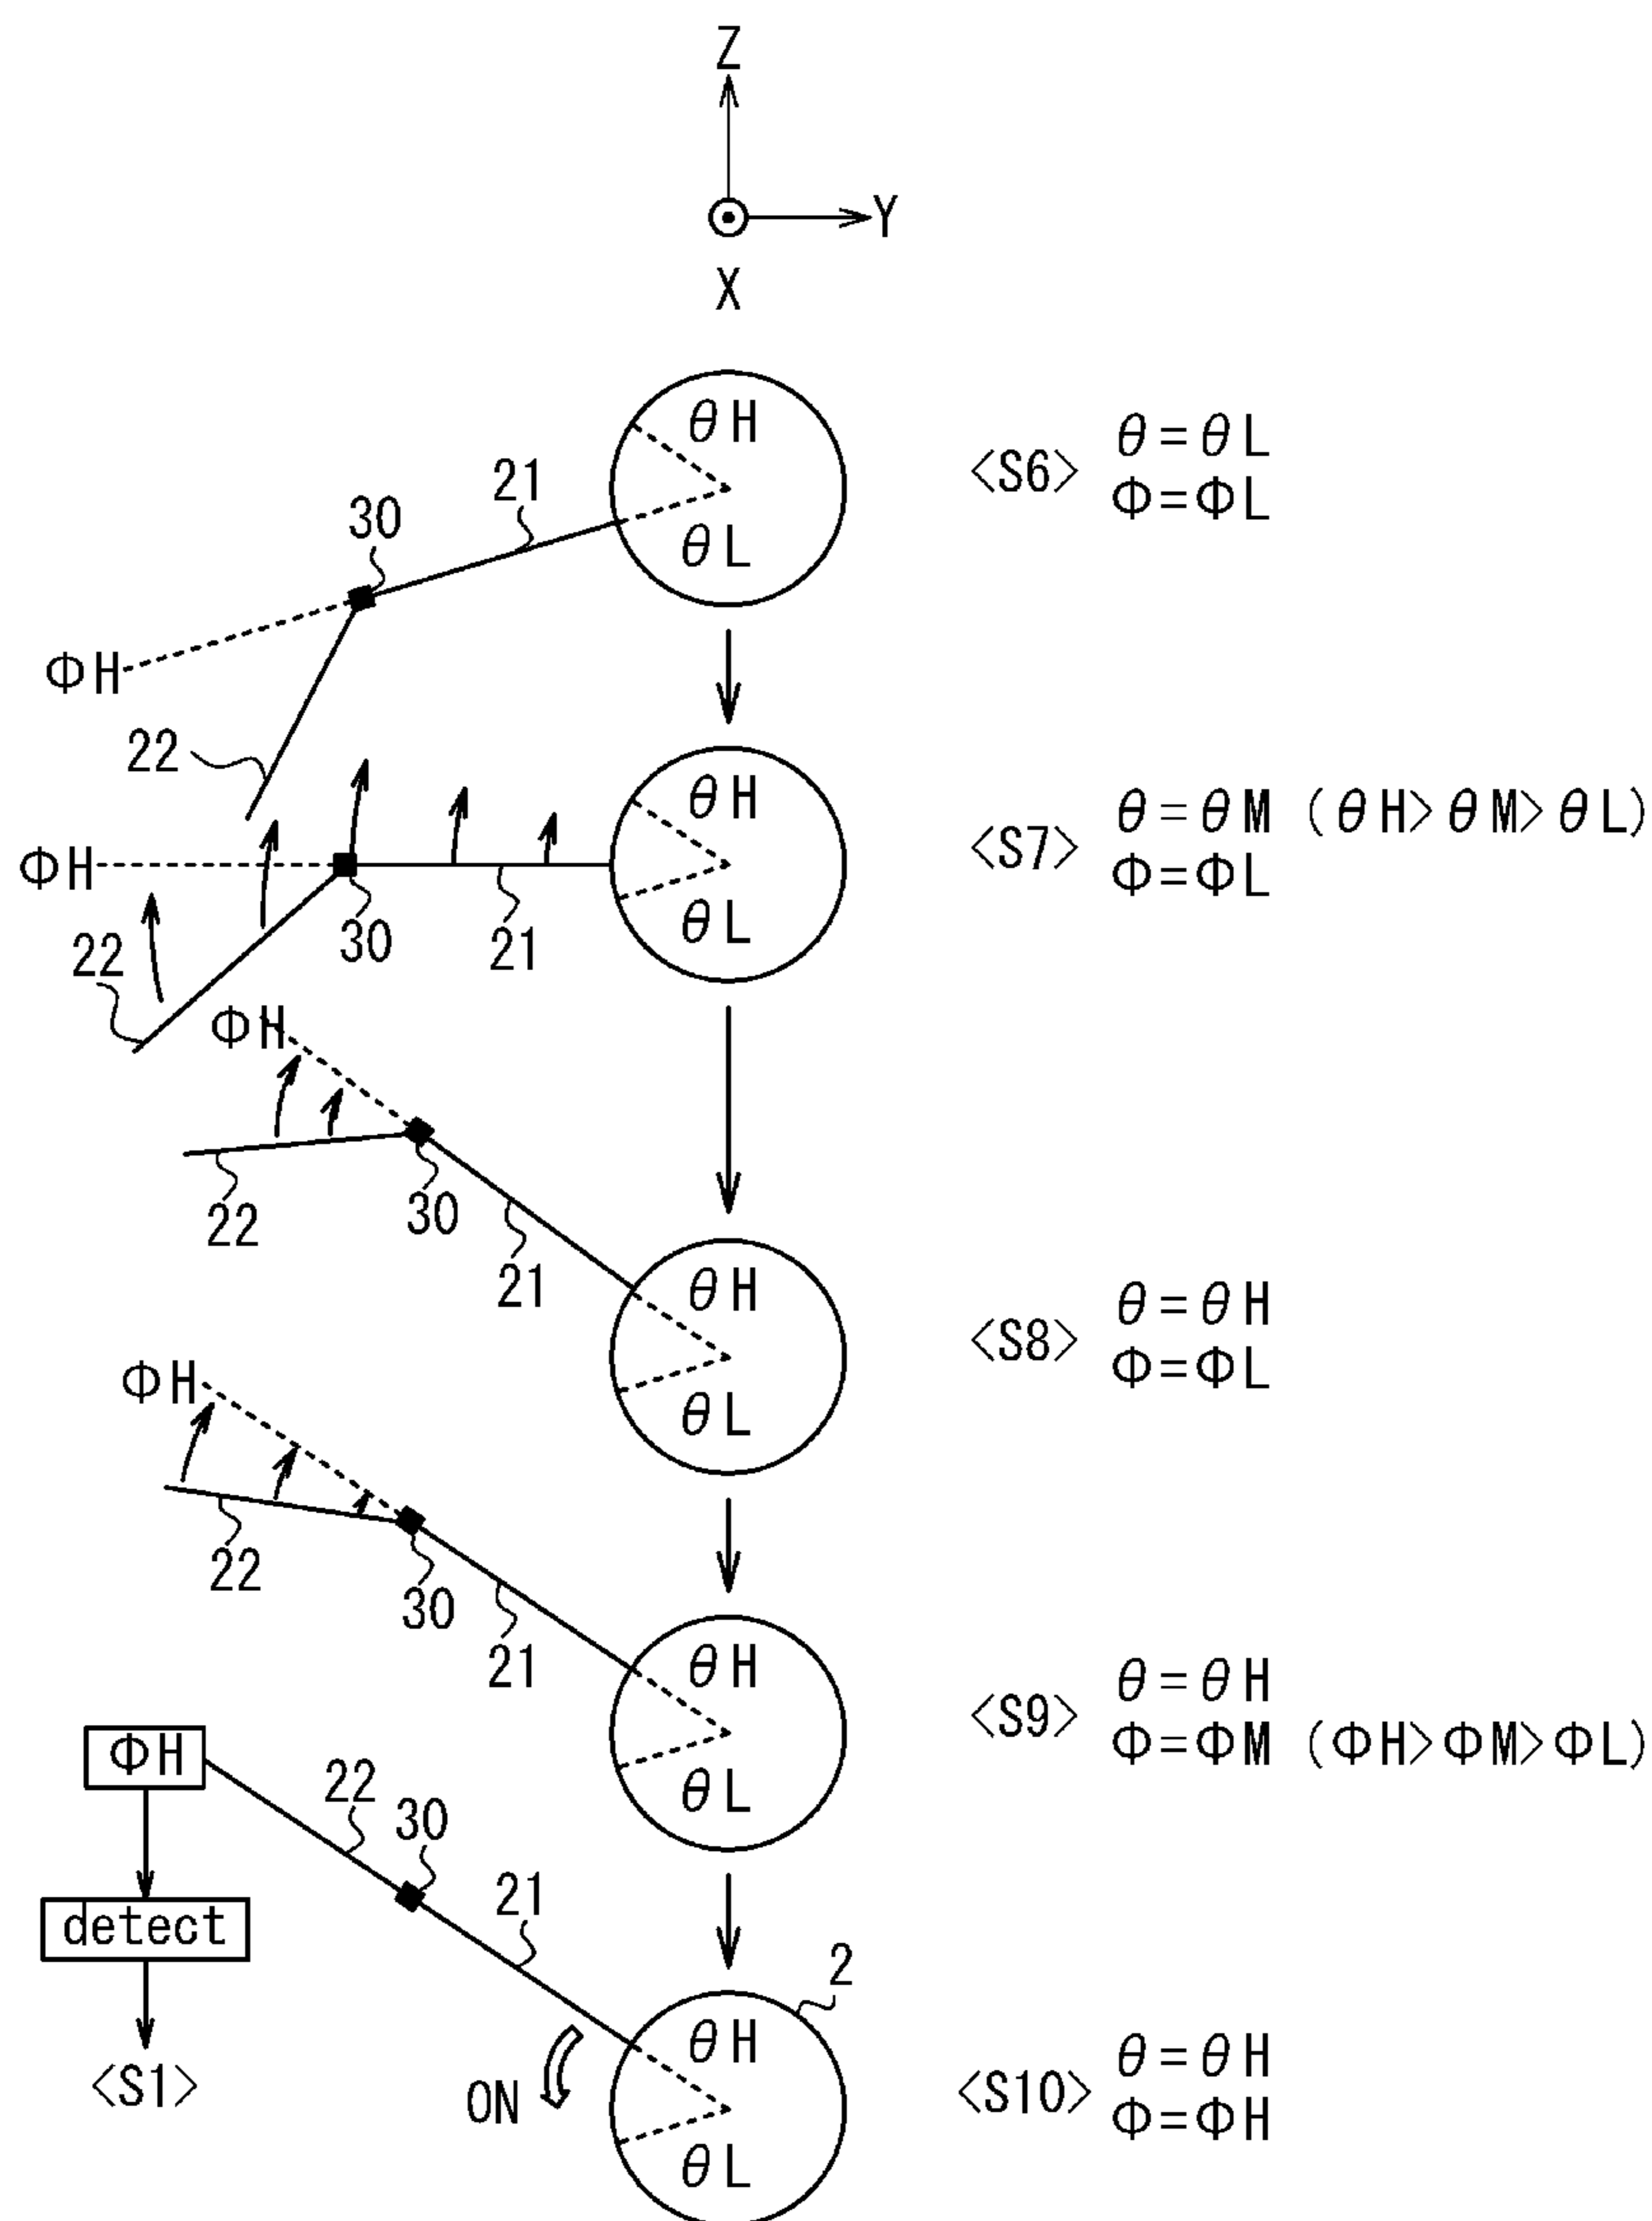 Z
Y
X
θH
<S6> θ=θL
Φ=ΦL
21
30
θL
ΦH
22
θH
<S7> θ=θM (θH>θM>θL)
Φ=ΦL
ΦH
30
21
θL
22
ΦH
22
30
21
θH
<S8> θ=θH
Φ=ΦL
θL
ΦH
22
30
21
θH
<S9> θ=θH
Φ=ΦM (ΦH>ΦM>ΦL)
θL
ΦH
22
30
21
detect
2
θH
<S10> θ=θH
Φ=ΦH
<S1>
ON
θL